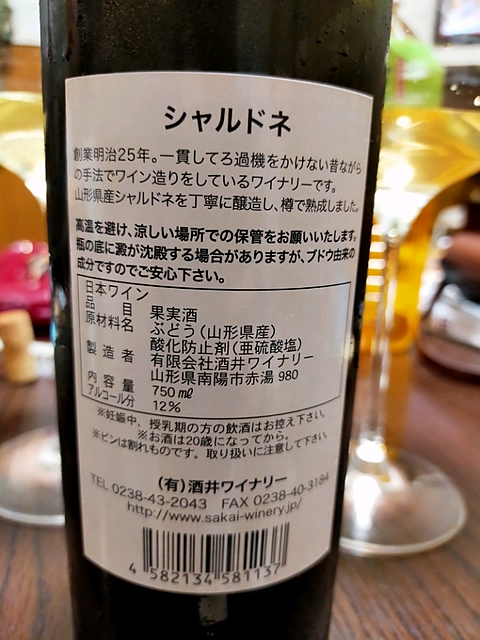 シャルドネ
創業明治25年。一貫してろ過機をかけない昔ながら
の手法でワイン造りをしているワイナリーです。
山形県産シャルドネを丁寧に醸造し、樽で熟成しました。
高温を避け、涼しい場所での保管をお願いいたします。
瓶の底に澱が沈殿する場合がありますが、ブドウ由来の
成分ですのでご安心下さい。
日本ワイン
品目 果実酒
原材料名 ぶどう(山形県産)
酸化防止剤(亜硫酸塩)
製造者 有限会社酒井ワイナリー
山形県南陽市赤湯980
内容量 750㎖
アルコール分 12%
※妊娠中、授乳期の方の飲酒はお控え下さい。
※お酒は20歳になってから。
※ビンは割れものです。取り扱いに注意して下さい。
(有)酒井ワイナリー
TEL 0238-43-2043 FAX 0238-40-3184
http://www.sakai-winery.jp/
4 582134 581137